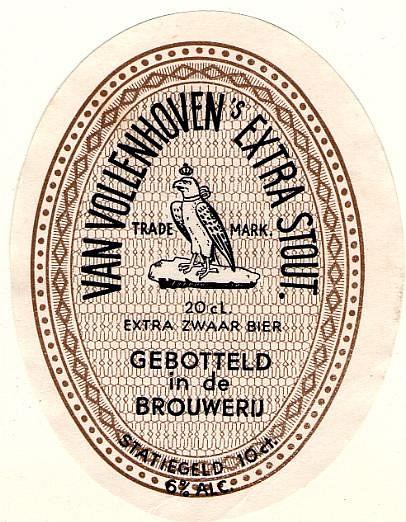 VAN VOLLENHOVEN'S EXTRA STOUT.
TRADE MARK.
20 cL.
EXTRA ZWAAR BIER
GEBOTTELD
in de
BROUWERIJ
STATIEGELD 10 ct.
6% ALC.